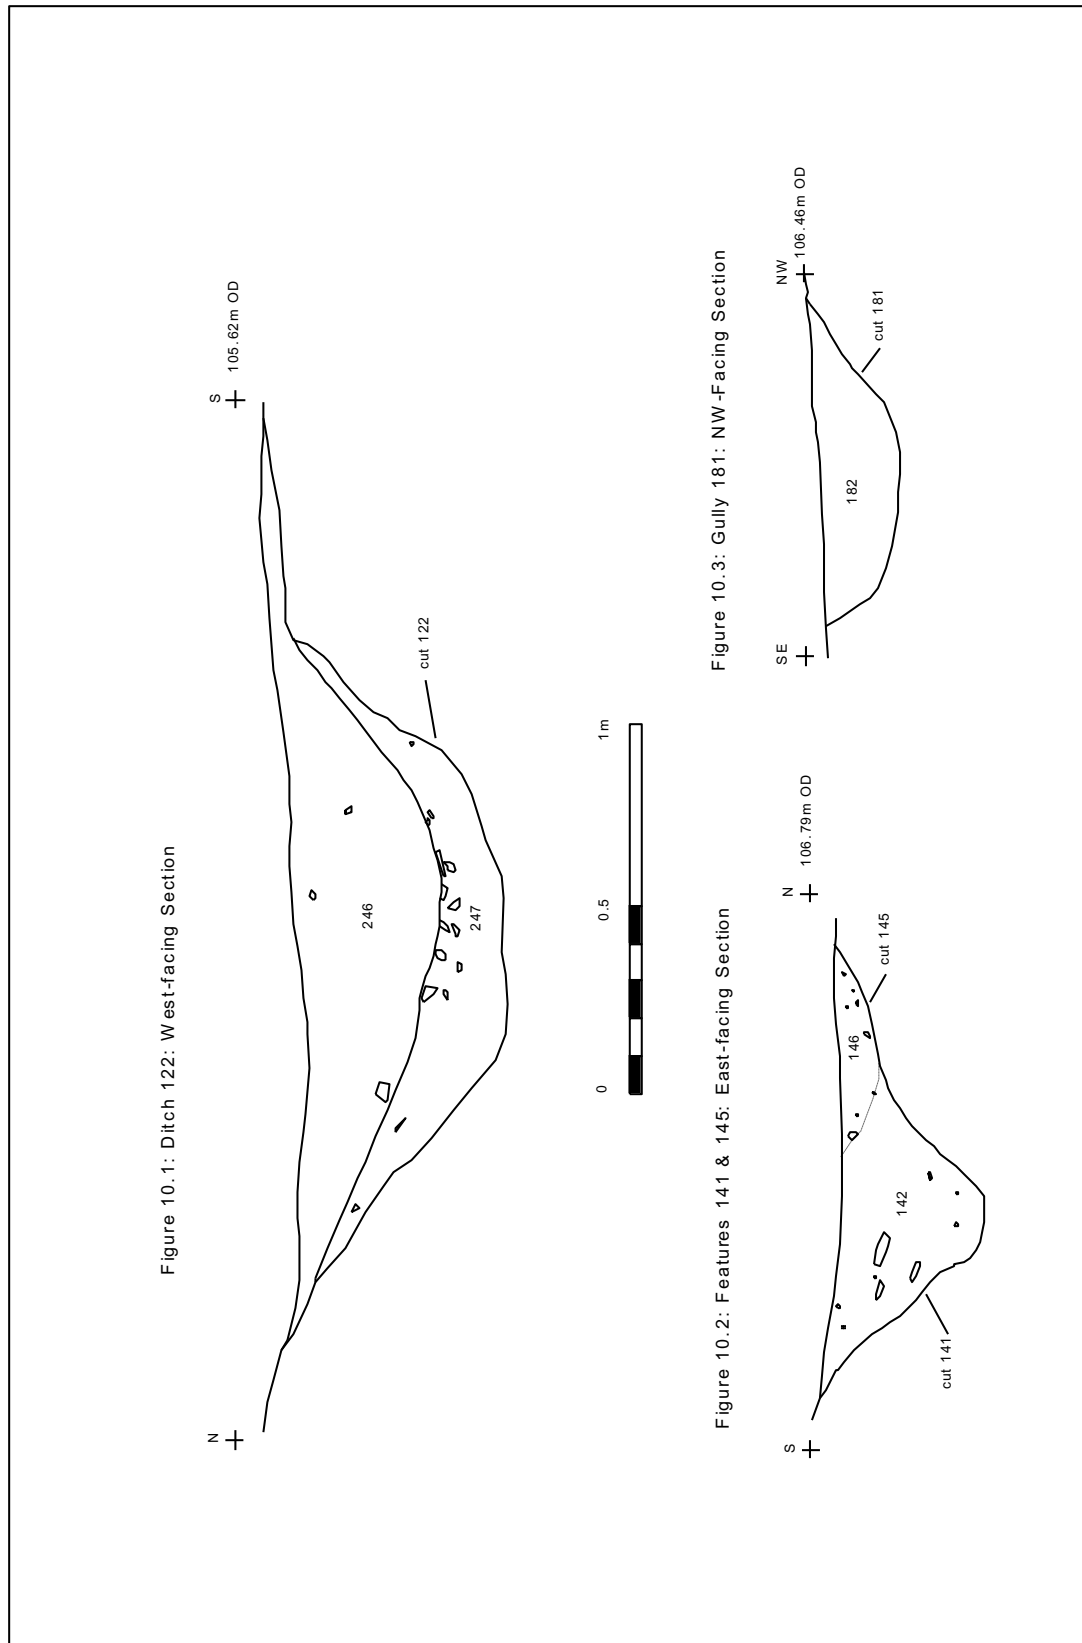 Figure 10.1: Ditch 122: West-facing Section
N
S
105.62m OD
246
247
cut 122
0
0.5
1m
Figure 10.2: Features 141 & 145: East-facing Section
S
N
106.79m OD
146
142
cut 145
cut 141
Figure 10.3: Gully 181: NW-Facing Section
SE
NW
106.46m OD
182
cut 181